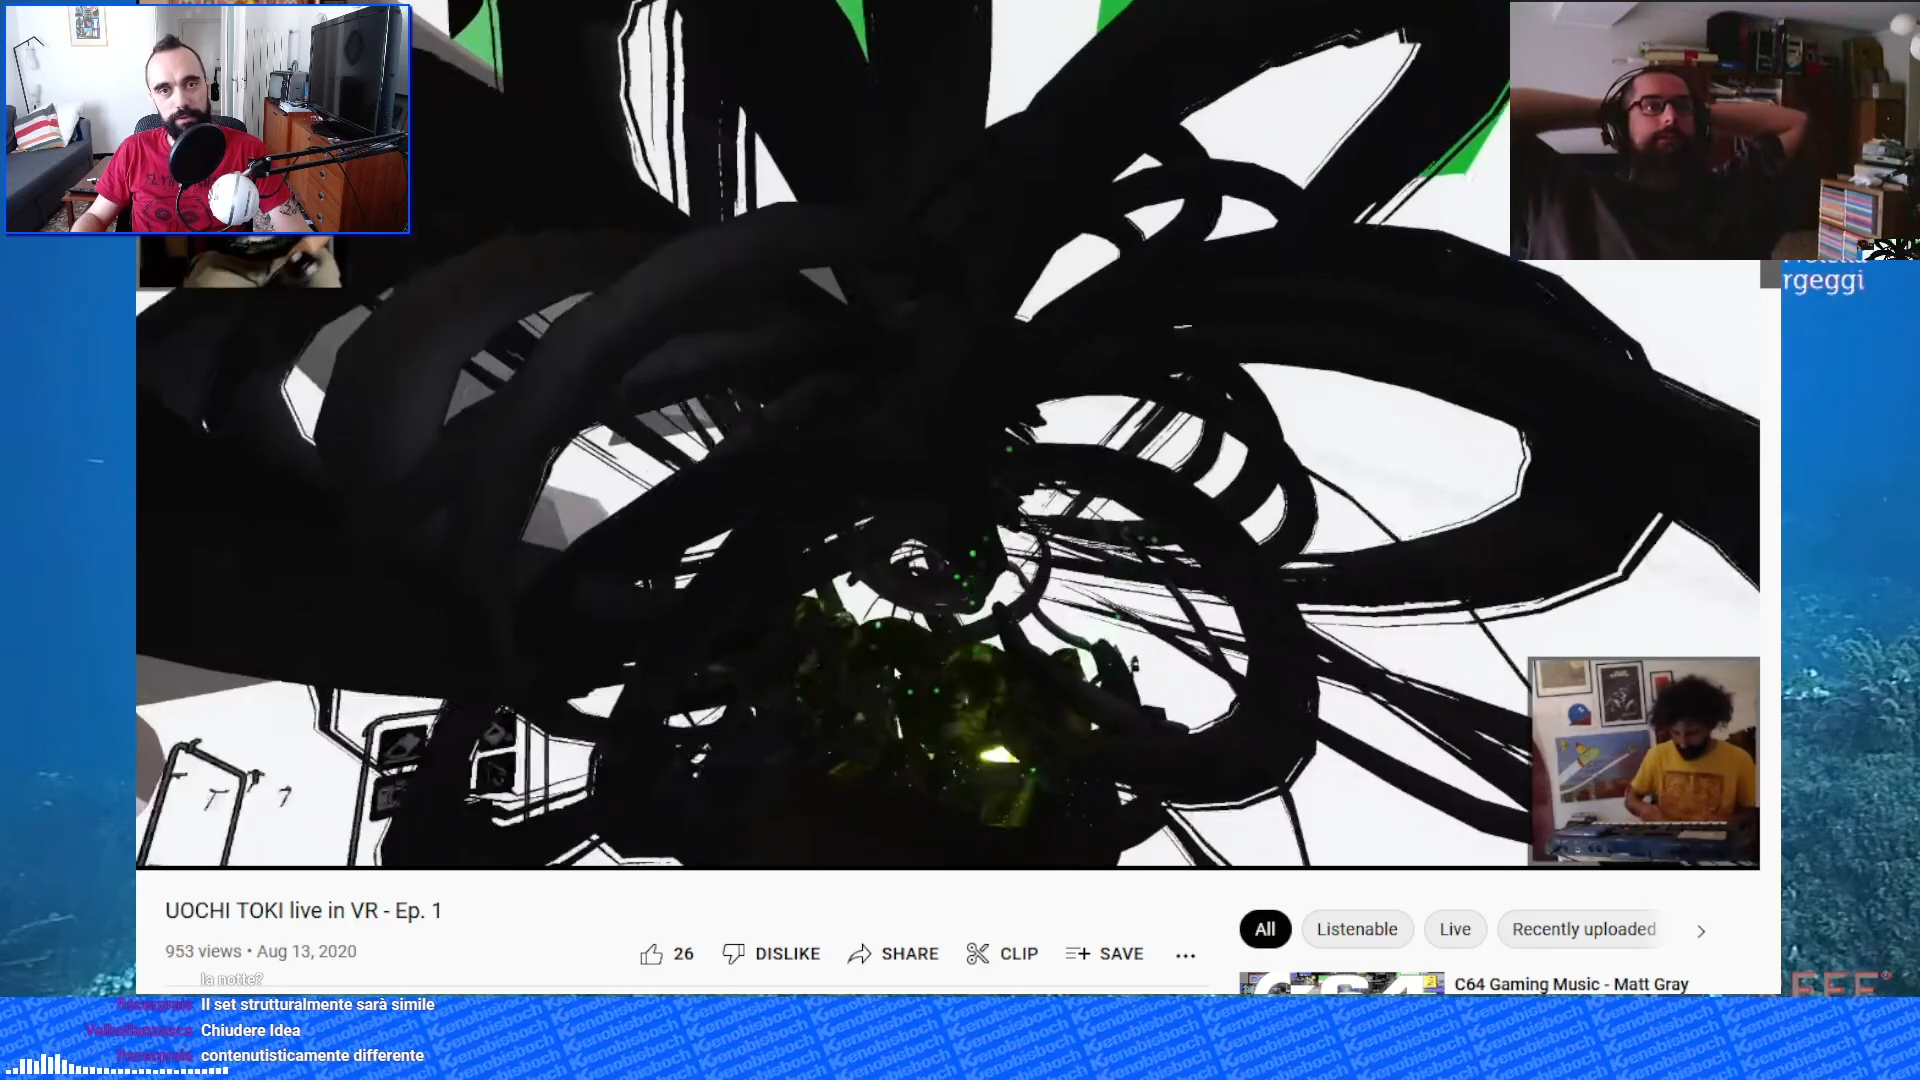 rgeggi
UOCHI TOKI live in VR - Ep. 1
953 views • Aug 13, 2020
26
DISLIKE
SHARE
CLIP
SAVE
All
Listenable
Live
Recently uploaded
C64 Gaming Music - Matt Gray
la notte?
Il set strutturalmente sarà simile
Chiudere Idea
contenutisticamente differente
Kenobisboch